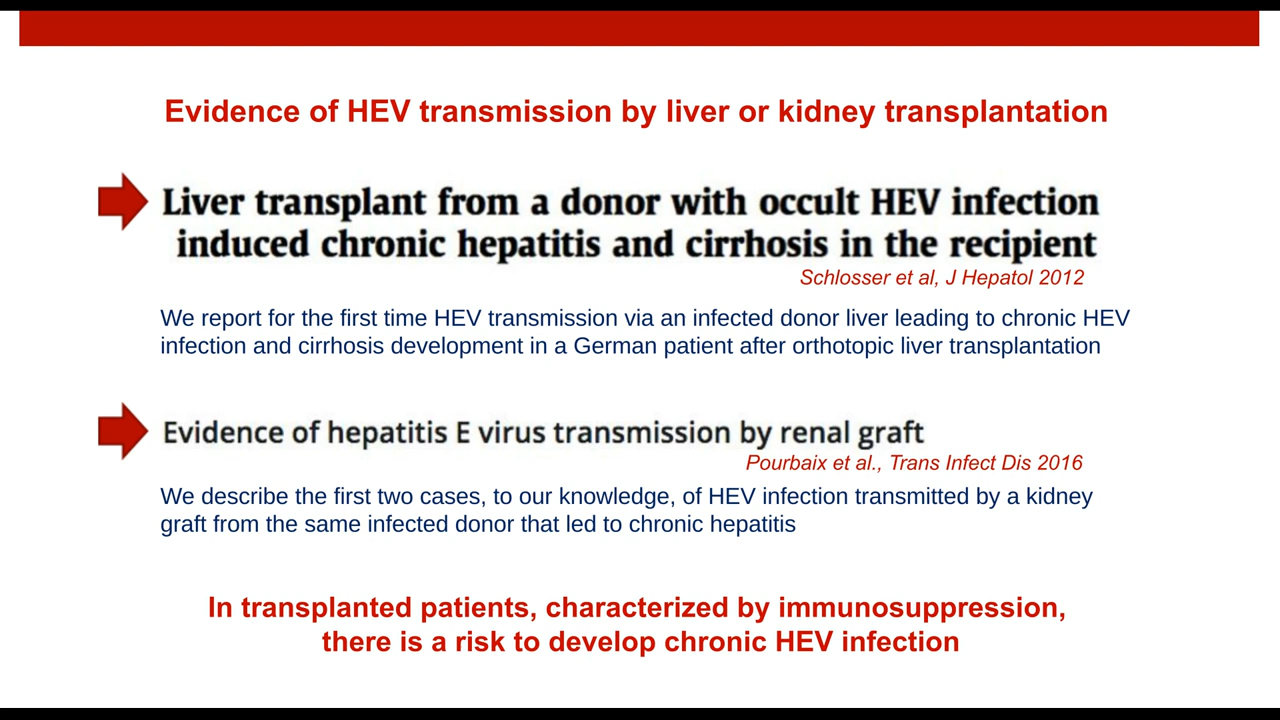 Evidence of HEV transmission by liver or kidney transplantation
Liver transplant from a donor with occult HEV infection
induced chronic hepatitis and cirrhosis in the recipient
Schlosser et al, J Hepatol 2012
We report for the first time HEV transmission via an infected donor liver leading to chronic HEV
infection and cirrhosis development in a German patient after orthotopic liver transplantation
Evidence of hepatitis E virus transmission by renal graft
Pourbaix et al., Trans Infect Dis 2016
We describe the first two cases, to our knowledge, of HEV infection transmitted by a kidney
graft from the same infected donor that led to chronic hepatitis
In transplanted patients, characterized by immunosuppression,
there is a risk to develop chronic HEV infection